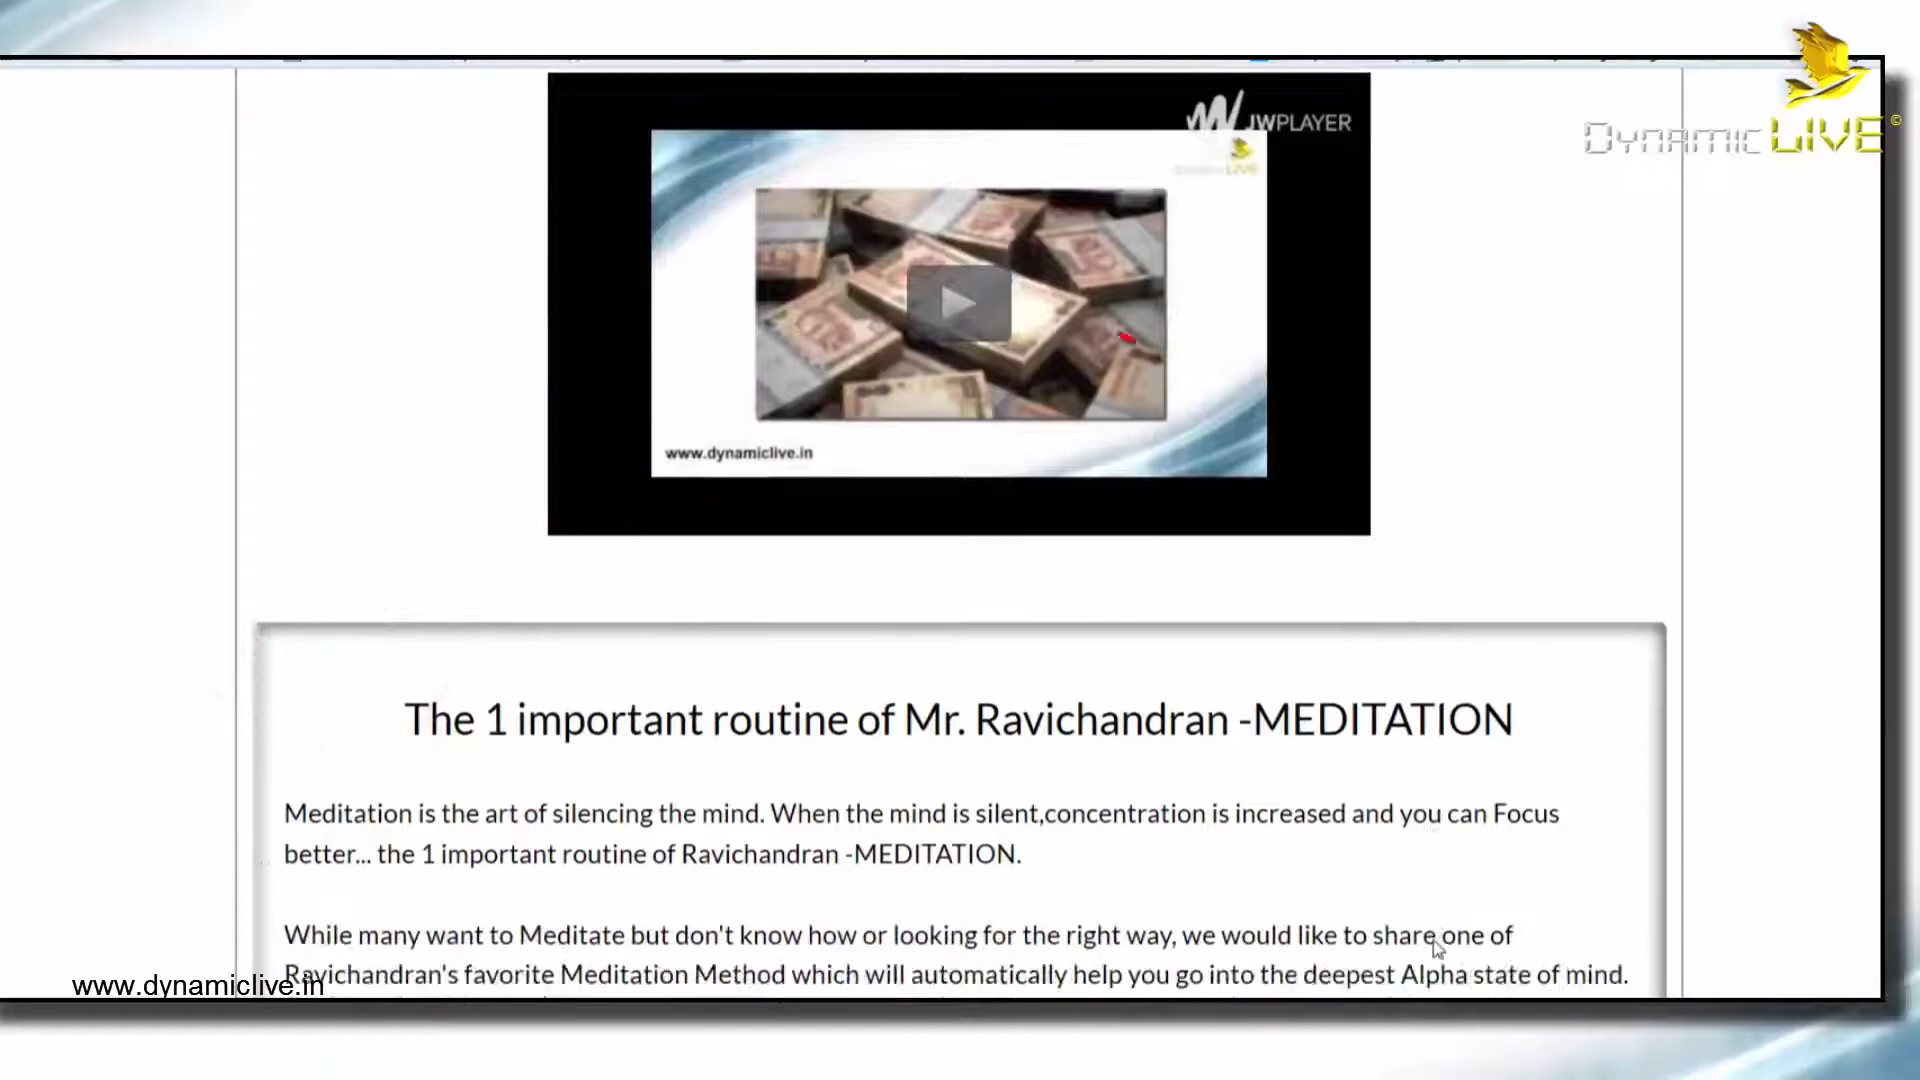 JWPLAYER
Dynamic LIVE ©
LIVE
www.dynamiclive.in
The 1 important routine of Mr. Ravichandran -MEDITATION
Meditation is the art of silencing the mind. When the mind is silent,concentration is increased and you can Focus
better... the 1 important routine of Ravichandran -MEDITATION.
While many want to Meditate but don't know how or looking for the right way, we would like to share one of
Ravichandran's favorite Meditation Method which will automatically help you go into the deepest Alpha state of mind.
www.dynamiclive.in